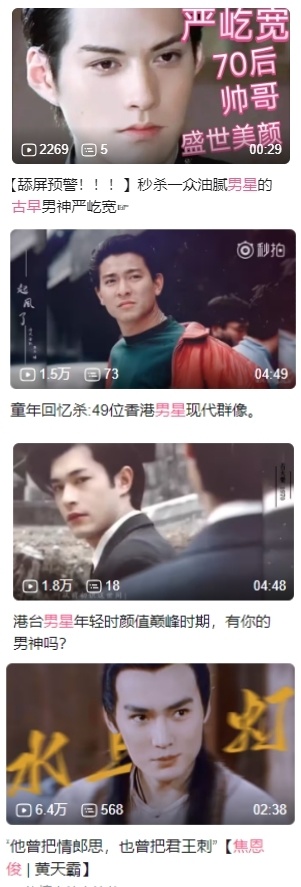 严屹宽
70后
帅哥
盛世美颜
2269 5 00:29
【舔屏预警！！！】秒杀一众油腻男星的
古早男神严屹宽☞
秒拍
起风了
1.5万 73 04:49
童年回忆杀:49位香港男星现代群像。
1.8万 18 04:48
港台男星年轻时颜值巅峰时期，有你的
男神吗?
水上灯
6.4万 568 02:38
“他曾把情郎思，也曾把君王刺”【焦恩
俊 | 黄天霸】